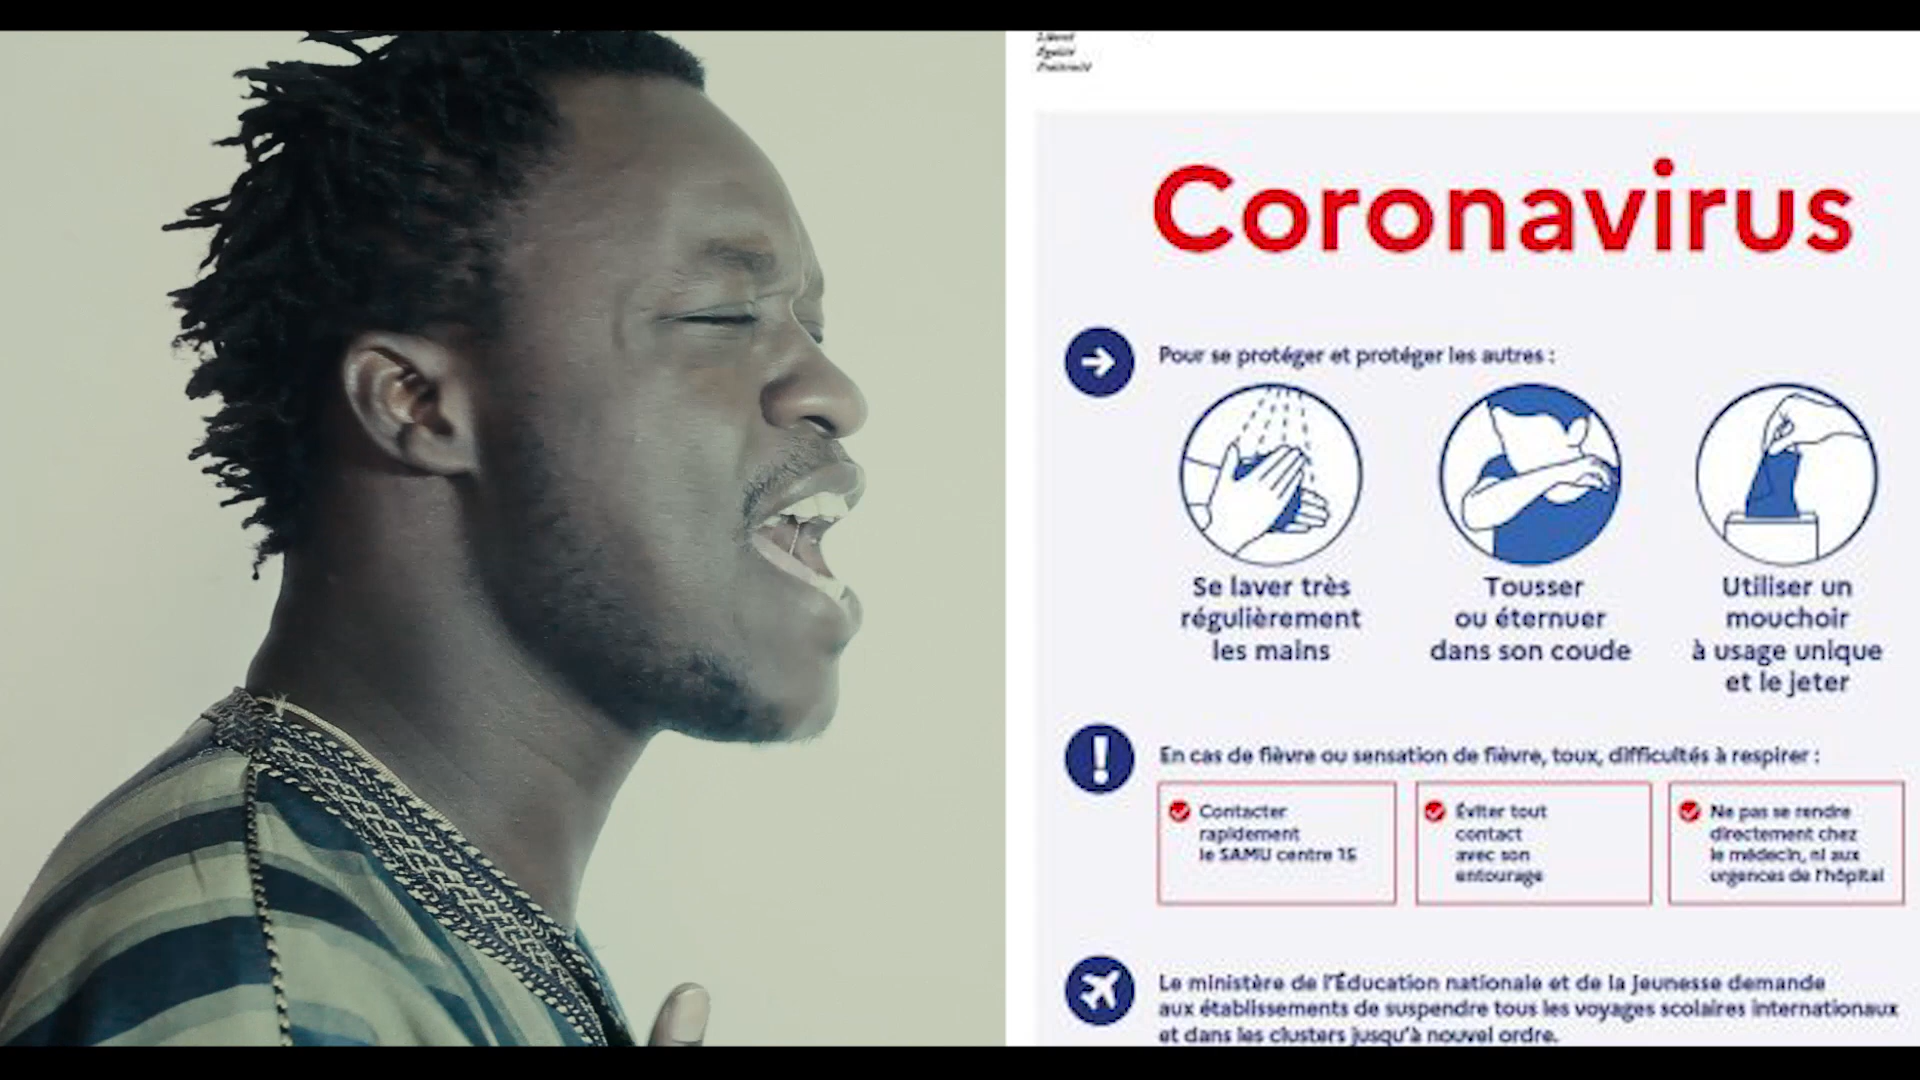 Liberté
Égalité
Fraternité
Coronavirus
Pour se protéger et protéger les autres :
Se laver très
régulièrement
les mains
Tousser
ou éternuer
dans son coude
Utiliser un
mouchoir
à usage unique
et le jeter
En cas de fièvre ou sensation de fièvre, toux, difficultés à respirer :
Contacter
rapidement
le SAMU centre 15
Éviter tout
contact
avec son
entourage
Ne pas se rendre
directement chez
le médecin, ni aux
urgences de l'hôpital
Le ministère de l'Éducation nationale et de la Jeunesse demande
aux établissements de suspendre tous les voyages scolaires internationaux
et dans les clusters jusqu'à nouvel ordre.